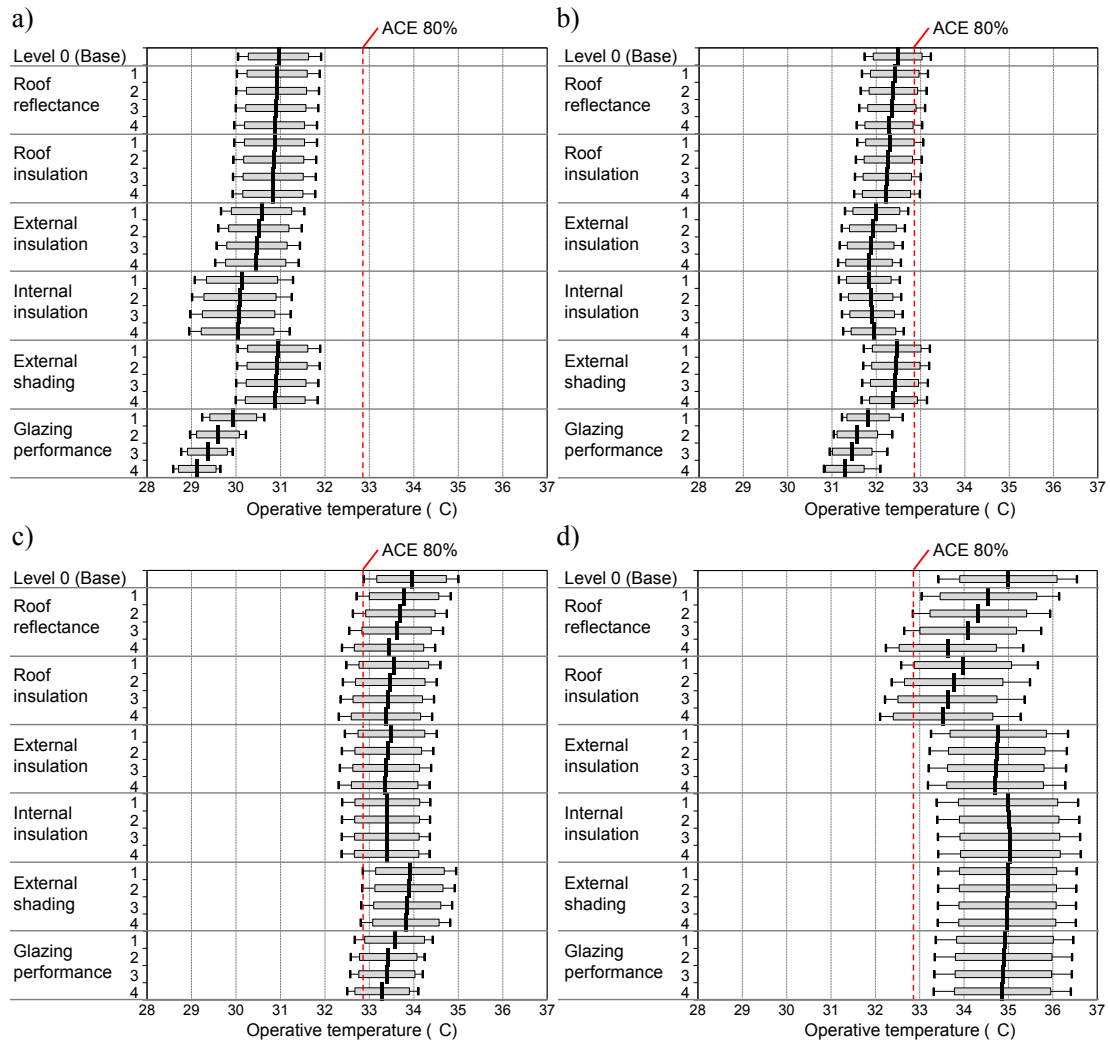 a)
ACE 80%
Level 0 (Base)
Roof
reflectance
1
2
3
4
Roof
insulation
1
2
3
4
External
insulation
1
2
3
4
Internal
insulation
1
2
3
4
External
shading
1
2
3
4
Glazing
performance
1
2
3
4
28 29 30 31 32 33 34 35 36 37
Operative temperature ( C)
b)
ACE 80%
Level 0 (Base)
Roof
reflectance
1
2
3
4
Roof
insulation
1
2
3
4
External
insulation
1
2
3
4
Internal
insulation
1
2
3
4
External
shading
1
2
3
4
Glazing
performance
1
2
3
4
28 29 30 31 32 33 34 35 36 37
Operative temperature ( C)
c)
ACE 80%
Level 0 (Base)
Roof
reflectance
1
2
3
4
Roof
insulation
1
2
3
4
External
insulation
1
2
3
4
Internal
insulation
1
2
3
4
External
shading
1
2
3
4
Glazing
performance
1
2
3
4
28 29 30 31 32 33 34 35 36 37
Operative temperature ( C)
d)
ACE 80%
Level 0 (Base)
Roof
reflectance
1
2
3
4
Roof
insulation
1
2
3
4
External
insulation
1
2
3
4
Internal
insulation
1
2
3
4
External
shading
1
2
3
4
Glazing
performance
1
2
3
4
28 29 30 31 32 33 34 35 36 37
Operative temperature ( C)